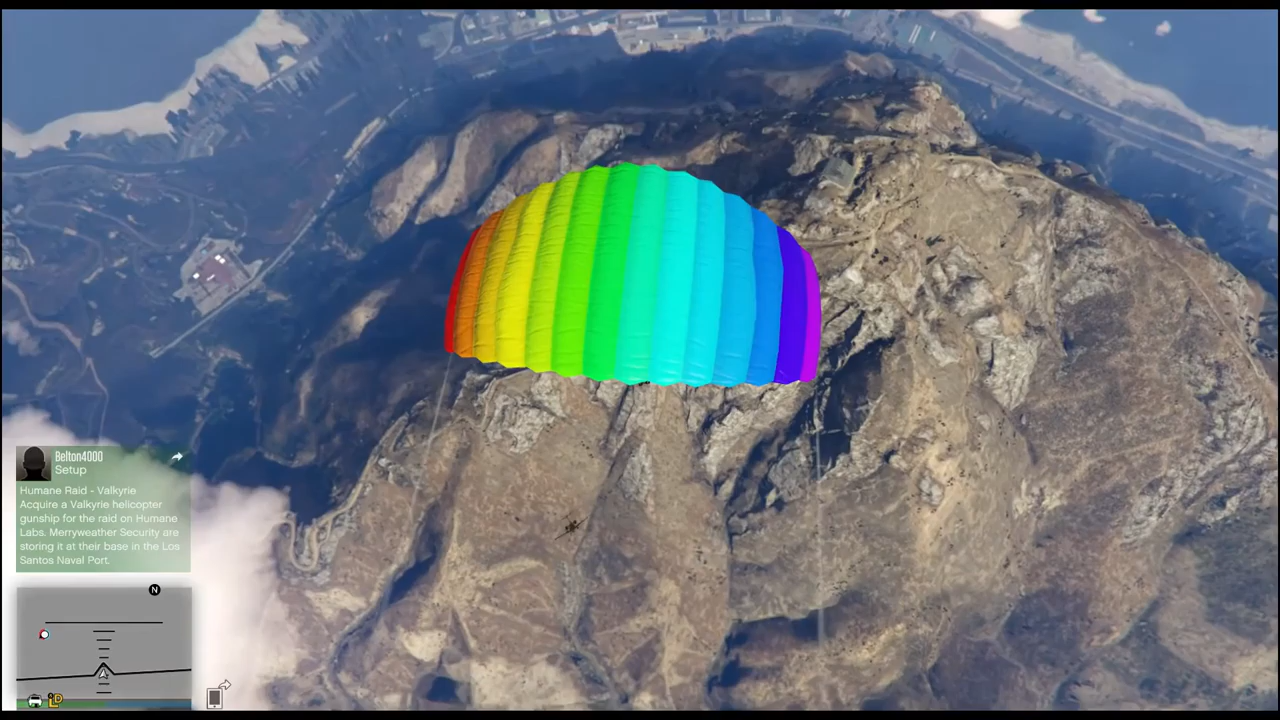 Belton4000
Setup
Humane Raid - Valkyrie
Acquire a Valkyrie helicopter
gunship for the raid on Humane
Labs. Merryweather Security are
storing it at their base in the Los
Santos Naval Port.
N